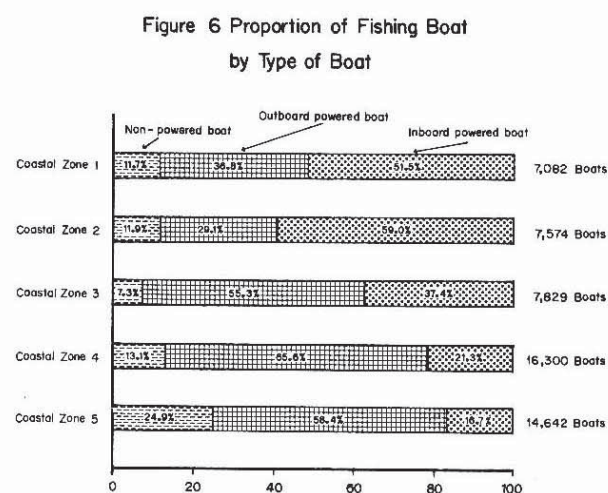 Figure 6 Proportion of Fishing Boat
by Type of Boat
Non-powered boat
Outboard powered boat
Inboard powered boat
Coastal Zone 1
11.7%
36.8%
51.5%
7,082 Boats
Coastal Zone 2
11.9%
29.1%
59.0%
7,574 Boats
Coastal Zone 3
7.3%
55.3%
37.4%
7,829 Boats
Coastal Zone 4
13.1%
65.6%
21.3%
16,300 Boats
Coastal Zone 5
24.9%
58.4%
16.7%
14,642 Boats
0 20 40 60 80 100